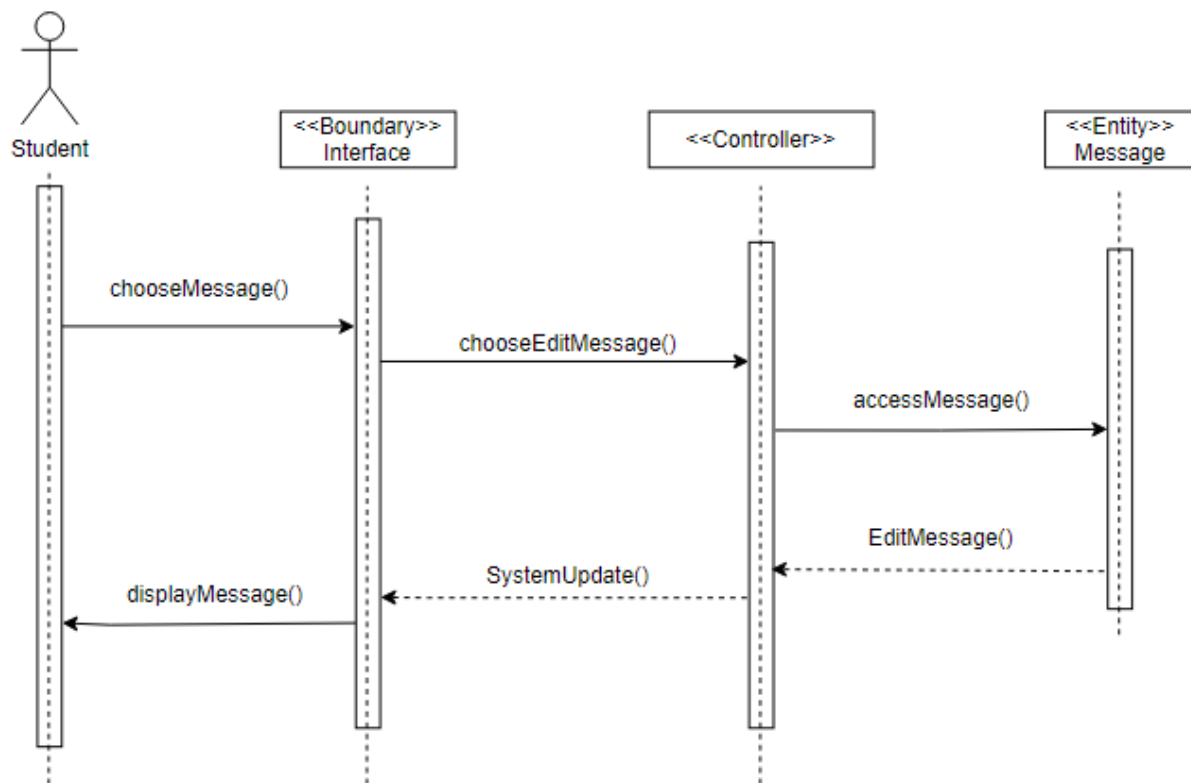 Student
<<Boundary>>
Interface
<<Controller>>
<<Entity>>
Message
chooseMessage()
chooseEditMessage()
accessMessage()
EditMessage()
SystemUpdate()
displayMessage()